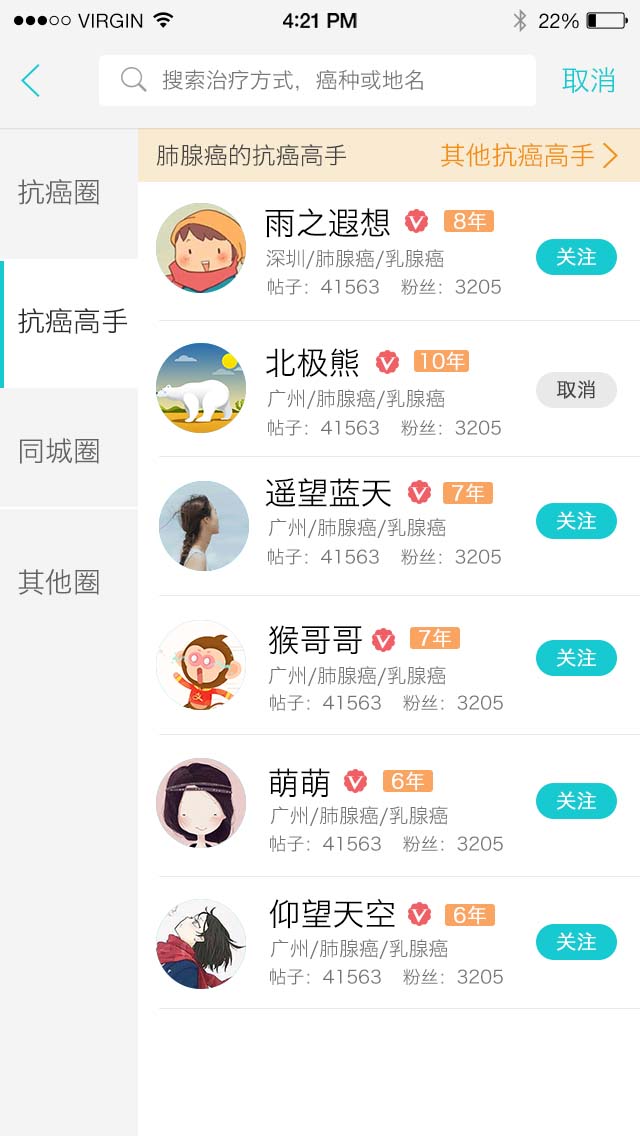 VIRGIN 4:21 PM 22%
搜索治疗方式，癌种或地名 取消
抗癌圈
抗癌高手
同城圈
其他圈
肺腺癌的抗癌高手 其他抗癌高手
雨之遐想 V 8年
深圳/肺腺癌/乳腺癌
帖子：41563 粉丝：3205
关注
北极熊 V 10年
广州/肺腺癌/乳腺癌
帖子：41563 粉丝：3205
取消
遥望蓝天 V 7年
广州/肺腺癌/乳腺癌
帖子：41563 粉丝：3205
关注
猴哥哥 V 7年
广州/肺腺癌/乳腺癌
帖子：41563 粉丝：3205
关注
萌萌 V 6年
广州/肺腺癌/乳腺癌
帖子：41563 粉丝：3205
关注
仰望天空 V 6年
广州/肺腺癌/乳腺癌
帖子：41563 粉丝：3205
关注